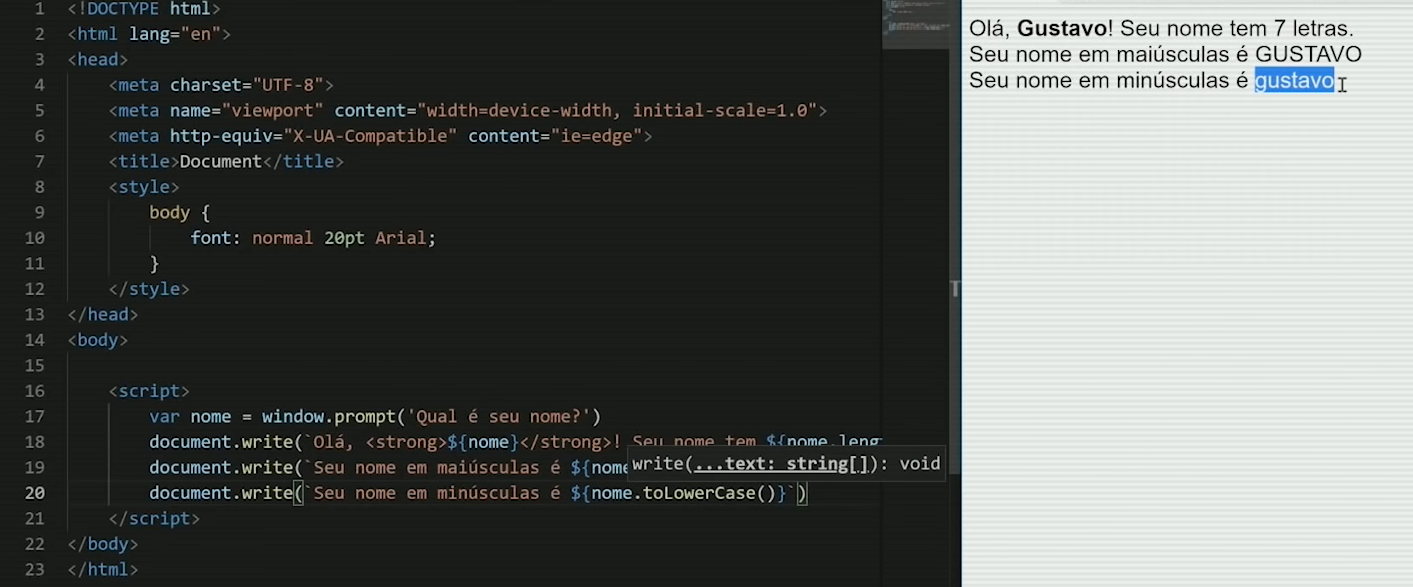 1 <!DOCTYPE html>
2 <html lang="en">
3 <head>
4 <meta charset="UTF-8">
5 <meta name="viewport" content="width=device-width, initial-scale=1.0">
6 <meta http-equiv="X-UA-Compatible" content="ie=edge">
7 <title>Document</title>
8 <style>
9 body {
10 font: normal 20pt Arial;
11 }
12 </style>
13 </head>
14 <body>
15
16 <script>
17 var nome = window.prompt('Qual é seu nome?')
18 document.write(`Olá, <strong>${nome}</strong>! Seu nome tem ${nome.leng
19 document.write(`Seu nome em maiúsculas é ${nome
write(...text: string[]): void
20 document.write(`Seu nome em minúsculas é ${nome.toLowerCase()}`)
21 </script>
22 </body>
23 </html>
Olá, Gustavo! Seu nome tem 7 letras.
Seu nome em maiúsculas é GUSTAVO
Seu nome em minúsculas é gustavo